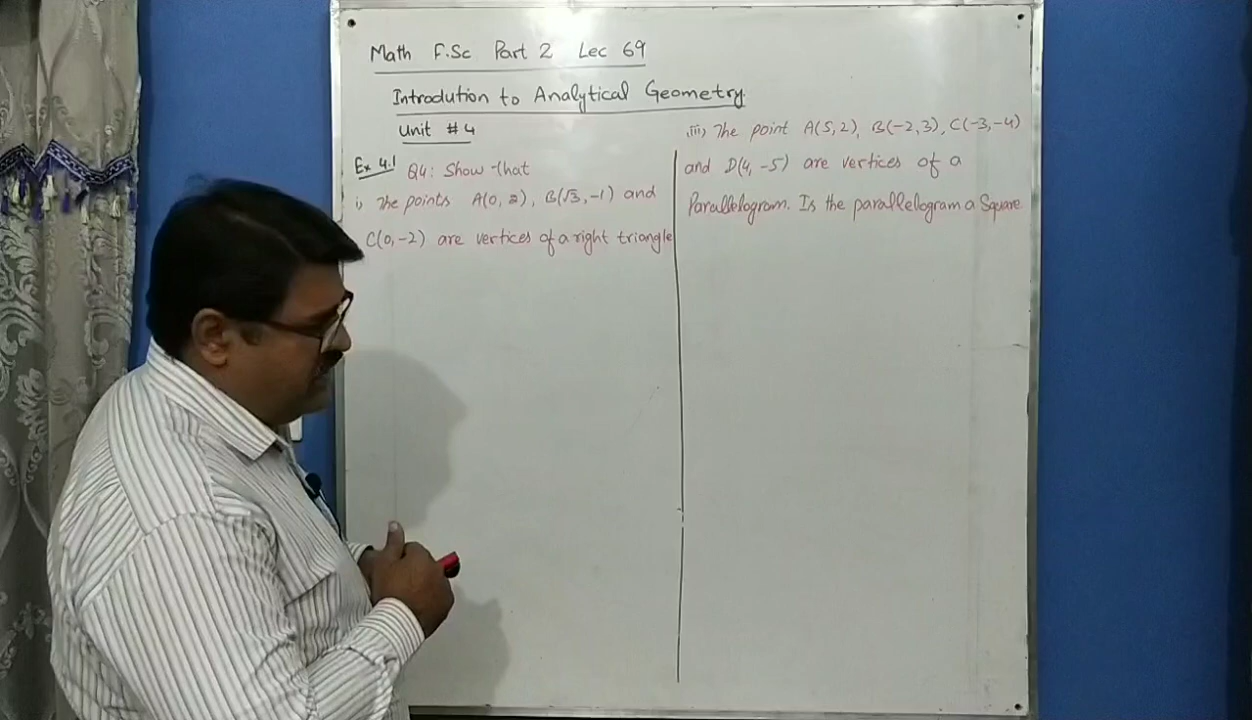 Math F.Sc Part 2 Lec 69
Introdution to Analytical Geometry.
Unit # 4
Ex 4.1 Q4: Show that
i) The points A(0, 2), B(√3, -1) and
C(0, -2) are vertices of a right triangle
iii) The point A(5, 2), B(-2, 3), C(-3, -4)
and D(4, -5) are vertices of a
Parallelogram. Is the parallelogram a Square